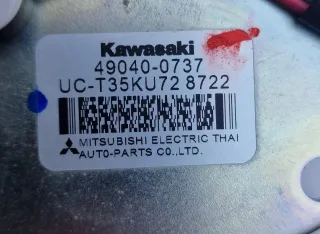 Kawasaki
49040-0737
UC-T35KU72 8722
MITSUBISHI ELECTRIC THAI
AUTO-PARTS CO.,LTD.